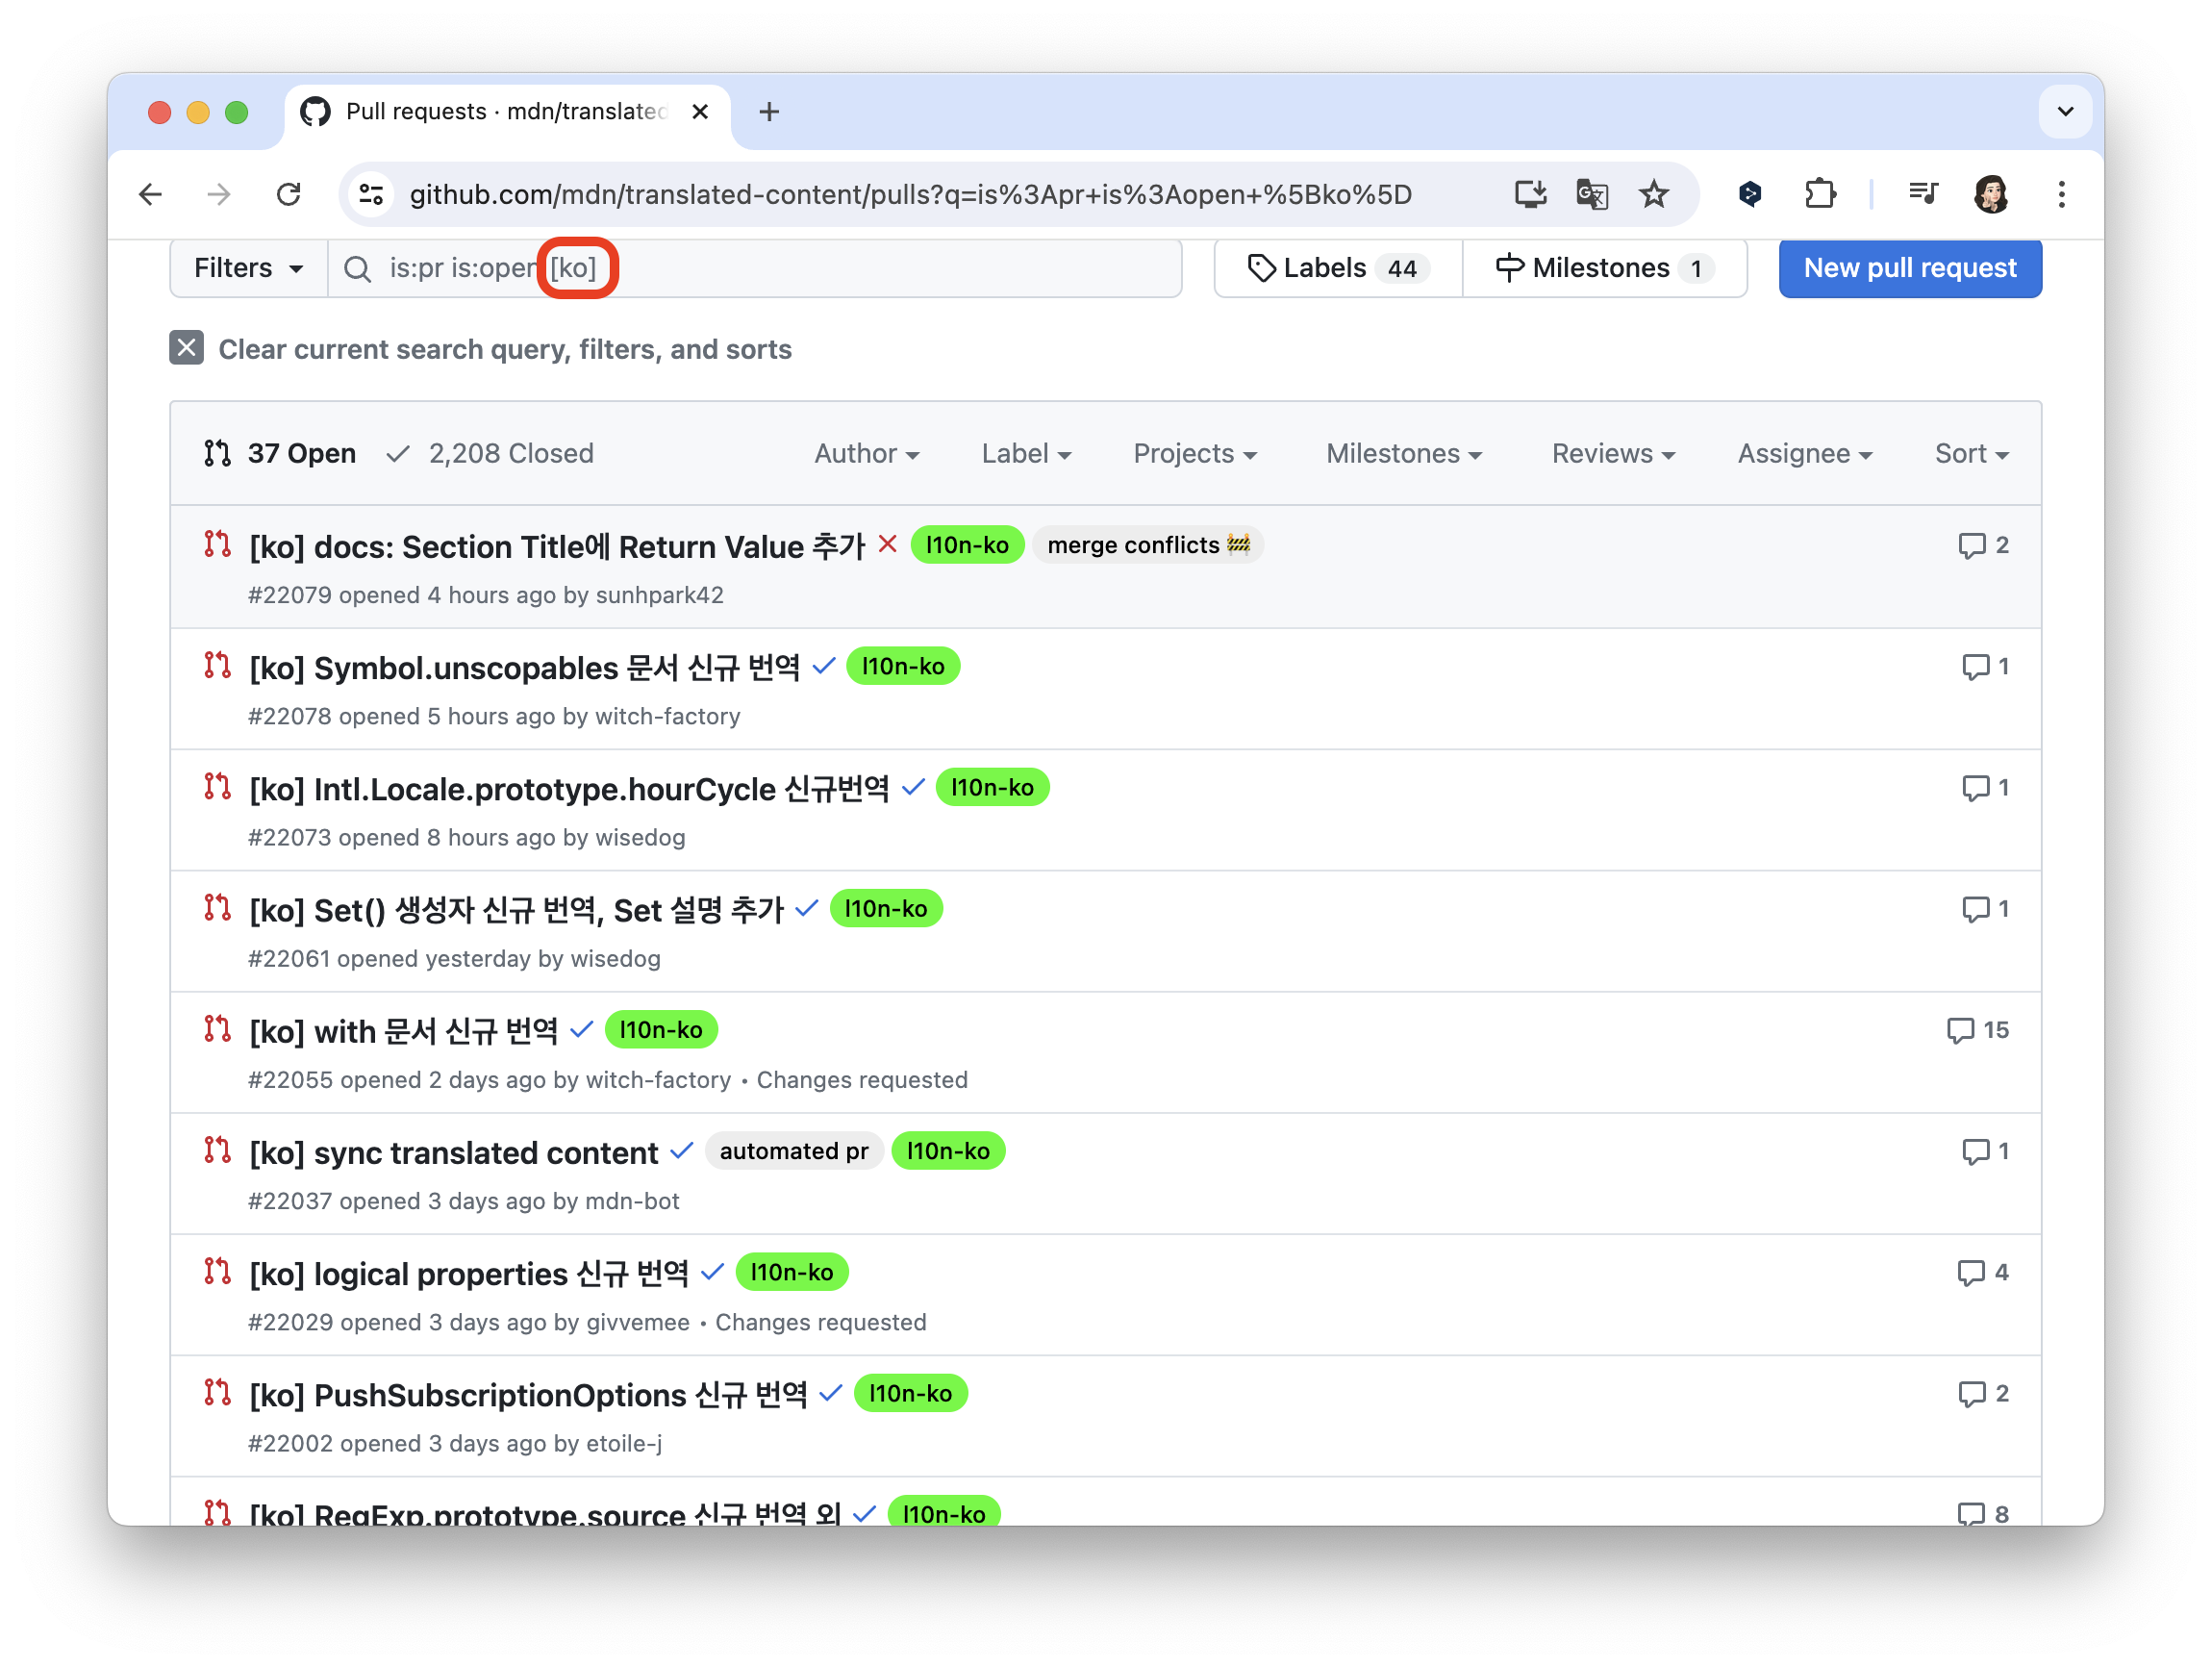 Pull requests · mdn/translated
github.com/mdn/translated-content/pulls?q=is%3Apr+is%3Aopen+%5Bko%5D
Filters is:pr is:open [ko] Labels 44 Milestones 1 New pull request
Clear current search query, filters, and sorts
37 Open 2,208 Closed Author Label Projects Milestones Reviews Assignee Sort
[ko] docs: Section Title에 Return Value 추가 l10n-ko merge conflicts 🚧 2
#22079 opened 4 hours ago by sunhpark42
[ko] Symbol.unscopables 문서 신규 번역 l10n-ko 1
#22078 opened 5 hours ago by witch-factory
[ko] Intl.Locale.prototype.hourCycle 신규번역 l10n-ko 1
#22073 opened 8 hours ago by wisedog
[ko] Set() 생성자 신규 번역, Set 설명 추가 l10n-ko 1
#22061 opened yesterday by wisedog
[ko] with 문서 신규 번역 l10n-ko 15
#22055 opened 2 days ago by witch-factory • Changes requested
[ko] sync translated content automated pr l10n-ko 1
#22037 opened 3 days ago by mdn-bot
[ko] logical properties 신규 번역 l10n-ko 4
#22029 opened 3 days ago by givvemee • Changes requested
[ko] PushSubscriptionOptions 신규 번역 l10n-ko 2
#22002 opened 3 days ago by etoile-j
[ko] RegExp.prototype.source 신규 번역 외 l10n-ko 8